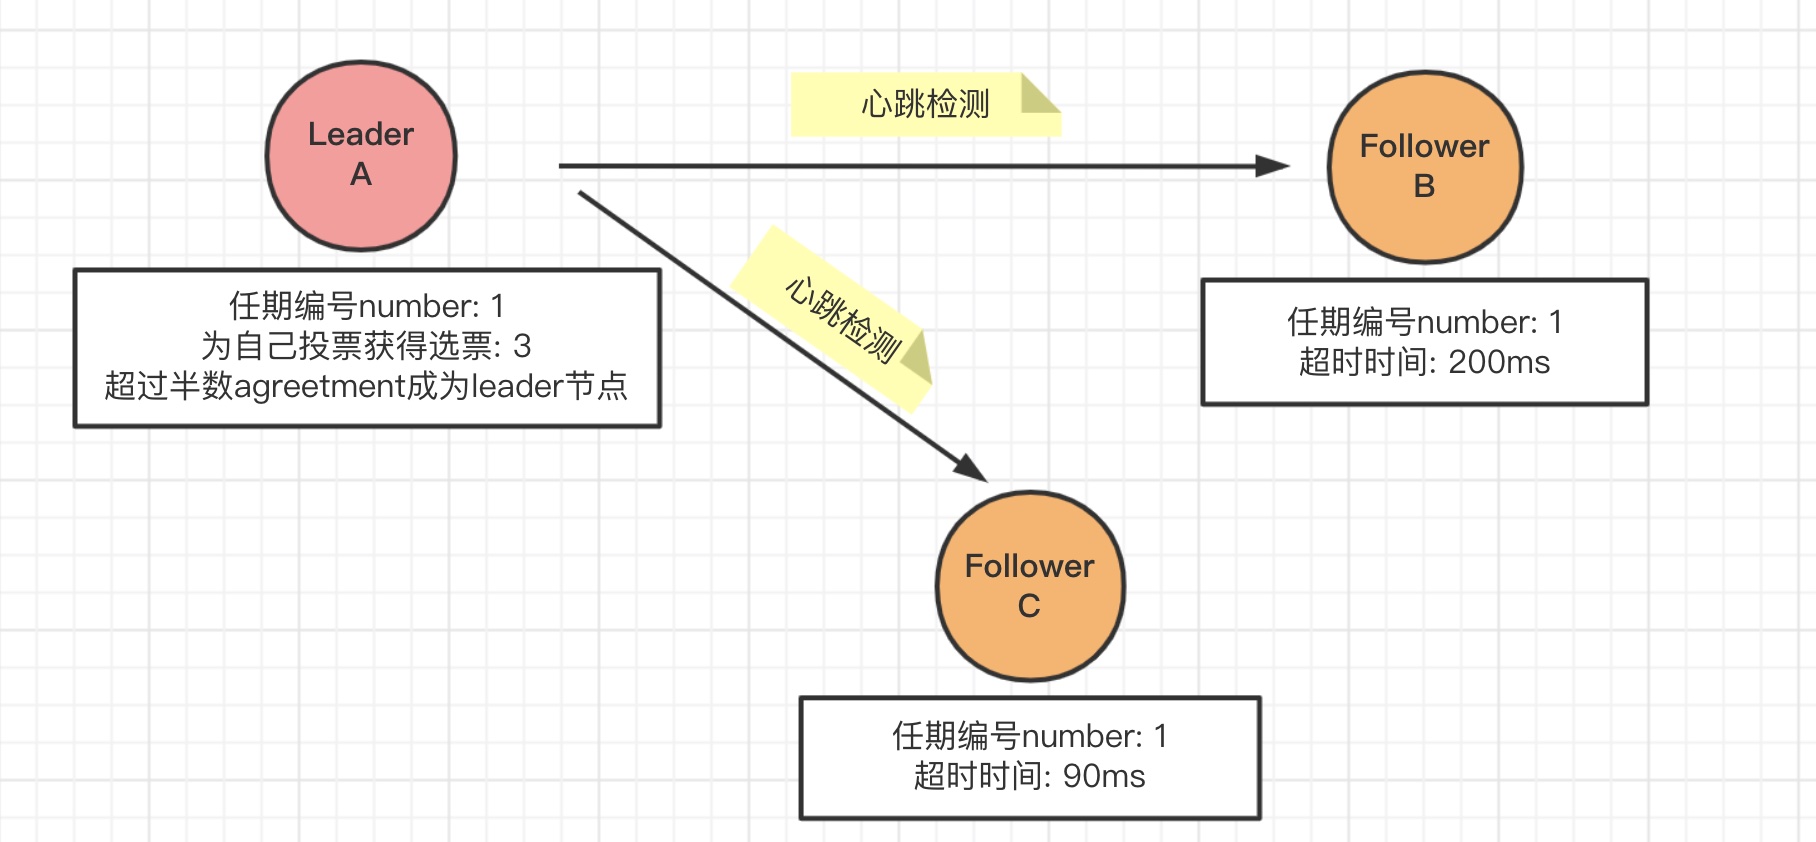 Leader
A
心跳检测
Follower
B
任期编号number: 1
为自己投票获得选票: 3
超过半数agreetment成为leader节点
心跳检测
任期编号number: 1
超时时间: 200ms
Follower
C
任期编号number: 1
超时时间: 90ms